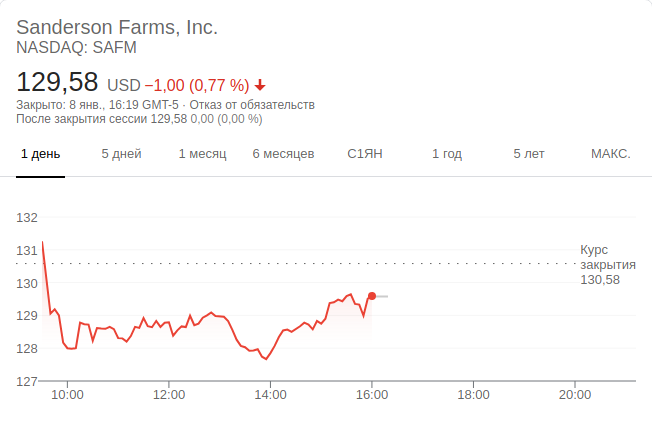 Sanderson Farms, Inc.
NASDAQ: SAFM
129,58 USD −1,00 (0,77 %)
Закрыто: 8 янв., 16:19 GMT-5 · Отказ от обязательств
После закрытия сессии 129,58 0,00 (0,00 %)
1 день 5 дней 1 месяц 6 месяцев С1ЯН 1 год 5 лет МАКС.
132
131
130
129
128
127
Курс
закрытия
130,58
10:00 12:00 14:00 16:00 18:00 20:00